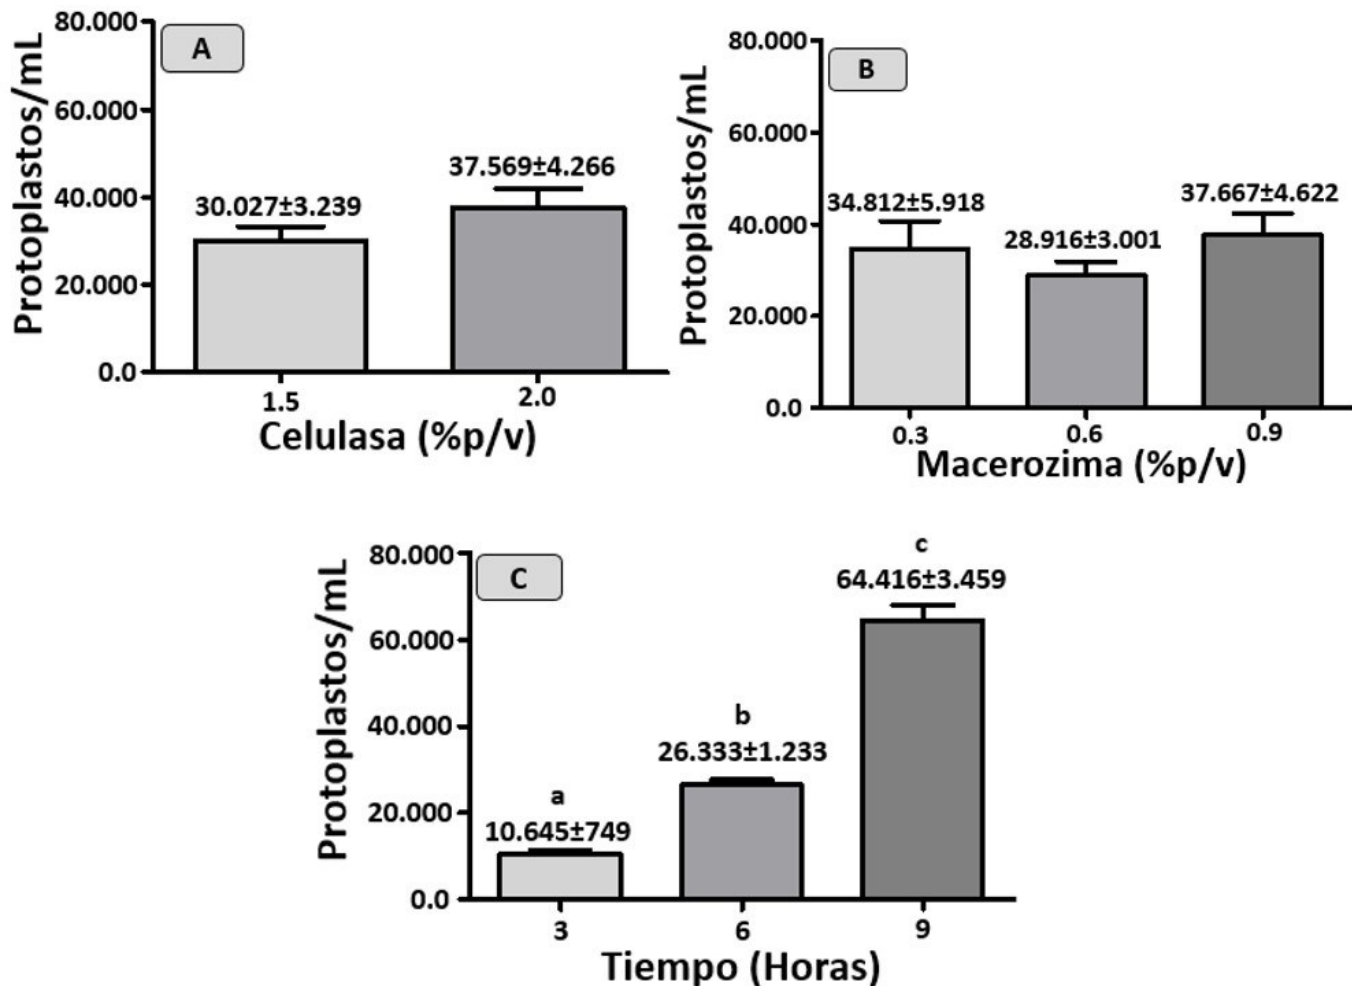 A
Protoplastos/mL
80.000
60.000
40.000
20.000
0.0
30.027±3.239
37.569±4.266
1.5
2.0
Celulasa (%p/v)
B
Protoplastos/mL
80.000
60.000
40.000
20.000
0.0
34.812±5.918
28.916±3.001
37.667±4.622
0.3
0.6
0.9
Macerozima (%p/v)
C
Protoplastos/mL
80.000
60.000
40.000
20.000
0.0
a
10.645±749
b
26.333±1.233
c
64.416±3.459
3
6
9
Tiempo (Horas)